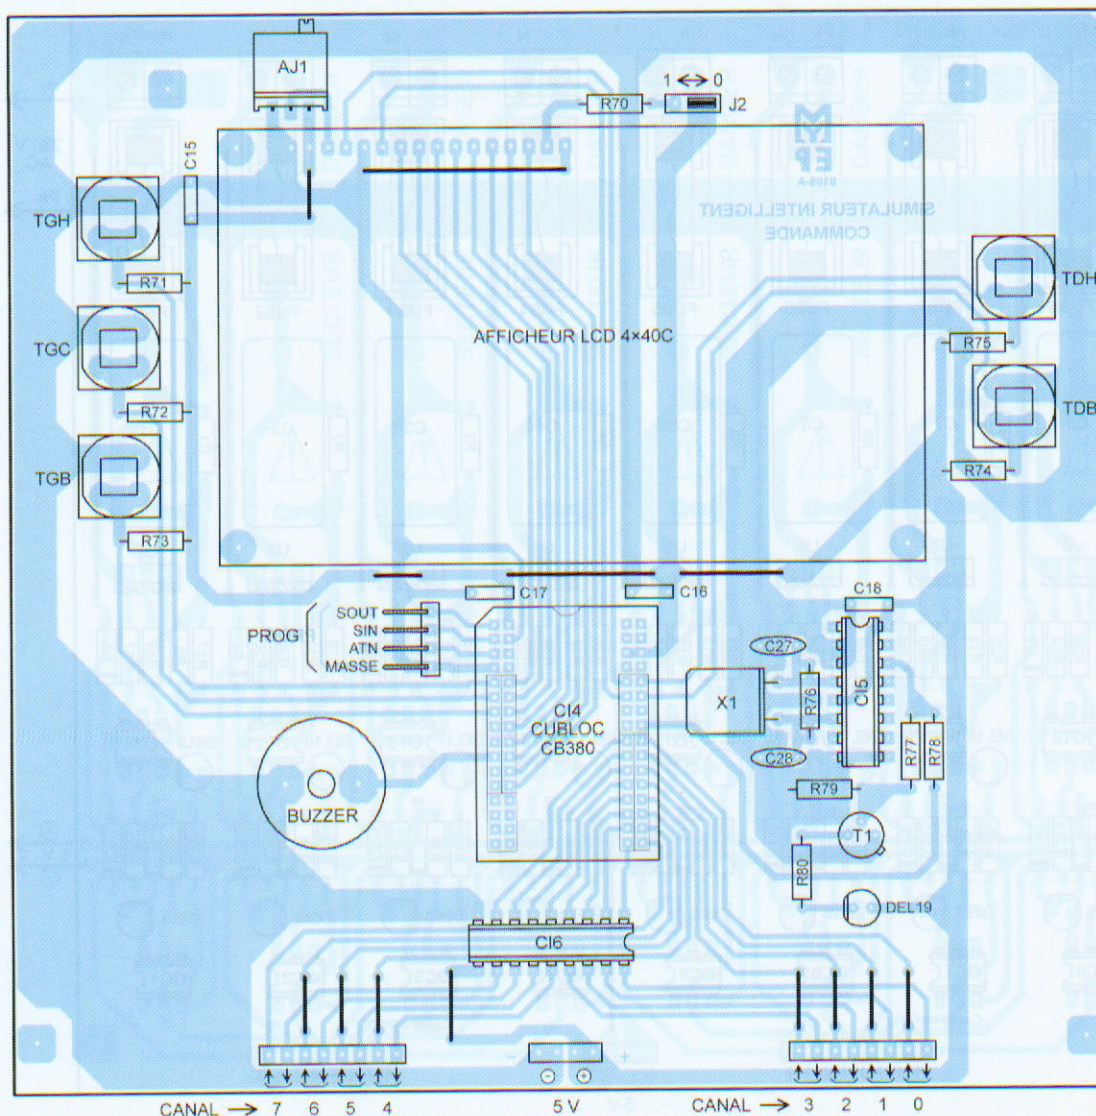 AJ1
1 ↔ 0
R70
J2
C15
EP
0106-A
SIMULATEUR INTELLIGENT
COMMANDE
TGH
R71
TDH
AFFICHEUR LCD 4×40C
R75
TGC
R72
TDB
TGB
R74
R73
C17
C16
C18
SOUT
SIN
PROG
ATN
MASSE
C27
X1
R76
CI5
CI4
CUBLOC
CB380
C28
R77
R78
R79
BUZZER
T1
R80
DEL19
CI6
- +
CANAL → 7 6 5 4
5 V
CANAL → 3 2 1 0